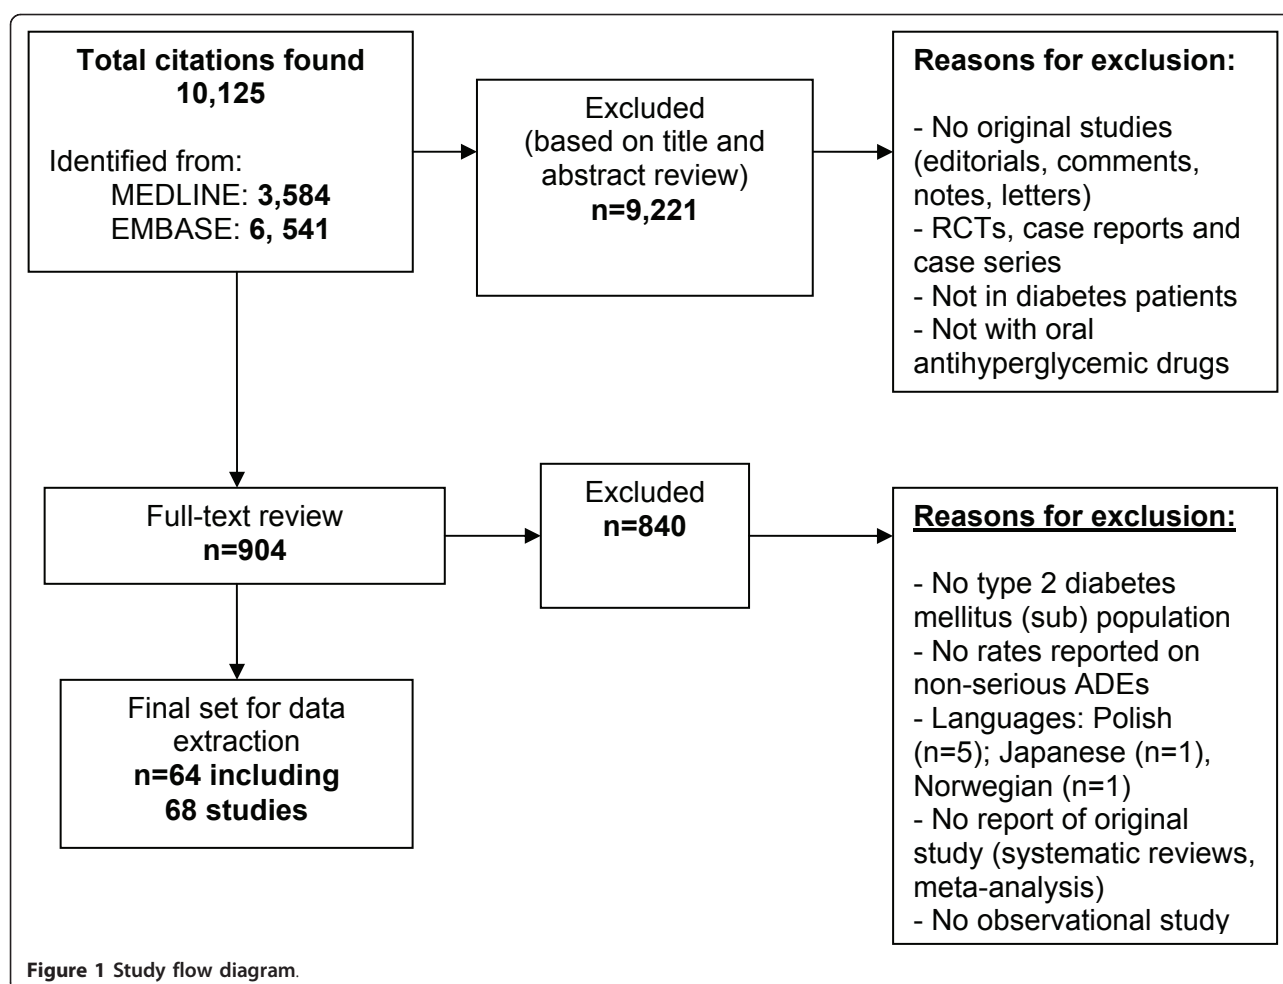 Total citations found
10,125
Identified from:
MEDLINE: 3,584
EMBASE: 6, 541
Excluded
(based on title and
abstract review)
n=9,221
Reasons for exclusion:
- No original studies
(editorials, comments,
notes, letters)
- RCTs, case reports and
case series
- Not in diabetes patients
- Not with oral
antihyperglycemic drugs
Full-text review
n=904
Excluded
n=840
Reasons for exclusion:
- No type 2 diabetes
mellitus (sub) population
- No rates reported on
non-serious ADEs
- Languages: Polish
(n=5); Japanese (n=1),
Norwegian (n=1)
- No report of original
study (systematic reviews,
meta-analysis)
- No observational study
Final set for data
extraction
n=64 including
68 studies
Figure 1 Study flow diagram.